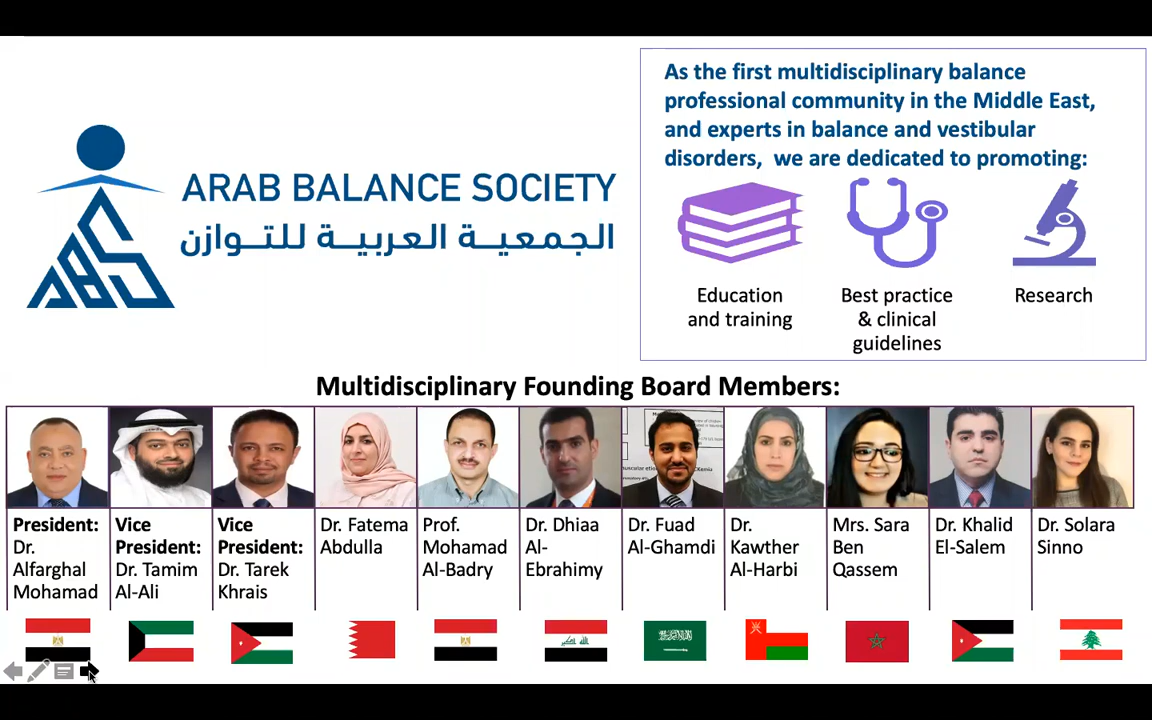 As the first multidisciplinary balance
professional community in the Middle East,
and experts in balance and vestibular
disorders, we are dedicated to promoting:
ABS
ARAB BALANCE SOCIETY
الجمعية العربية للتوازن
Education
and training
Best practice
& clinical
guidelines
Research
Multidisciplinary Founding Board Members:
President:
Dr.
Alfarghal
Mohamad
Vice
President:
Dr. Tamim
Al-Ali
Vice
President:
Dr. Tarek
Khrais
Dr. Fatema
Abdulla
Prof.
Mohamad
Al-Badry
Dr. Dhiaa
Al-
Ebrahimy
Dr. Fuad
Al-Ghamdi
Dr.
Kawther
Al-Harbi
Mrs. Sara
Ben
Qassem
Dr. Khalid
El-Salem
Dr. Solara
Sinno